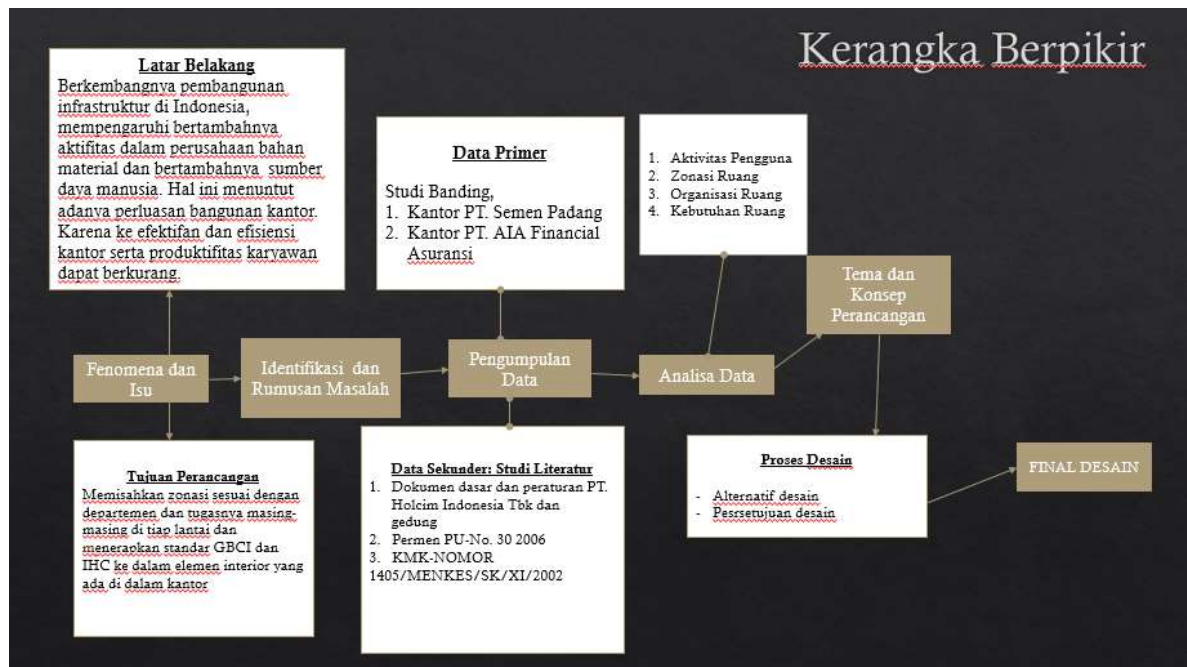 Kerangka Berpikir
Latar Belakang
Berkembangnya pembangunan
infrastruktur di Indonesia,
mempengaruhi bertambahnya
aktifitas dalam perusahaan bahan
material dan bertambahnya sumber
daya manusia. Hal ini menuntut
adanya perluasan bangunan kantor.
Karena ke efektifan dan efisiensi
kantor serta produktifitas karyawan
dapat berkurang.
Data Primer
Studi Banding,
1. Kantor PT. Semen Padang
2. Kantor PT. AIA Financial
Asuransi
1. Aktivitas Pengguna
2. Zonasi Ruang
3. Organisasi Ruang
4. Kebutuhan Ruang
Tema dan
Konsep
Perancangan
Fenomena dan
Isu
Identifikasi dan
Rumusan Masalah
Pengumpulan
Data
Analisa Data
Tujuan Perancangan
Memisahkan zonasi sesuai dengan
departemen dan tugasnya masing-
masing di tiap lantai dan
menerapkan standar GBCI dan
IHC ke dalam elemen interior yang
ada di dalam kantor
Data Sekunder: Studi Literatur
1. Dokumen dasar dan peraturan PT.
Holcim Indonesia Tbk dan
gedung
2. Permen PU-No. 30 2006
3. KMK-NOMOR
1405/MENKES/SK/XI/2002
Proses Desain
- Alternatif desain
- Pesrsetujuan desain
FINAL DESAIN